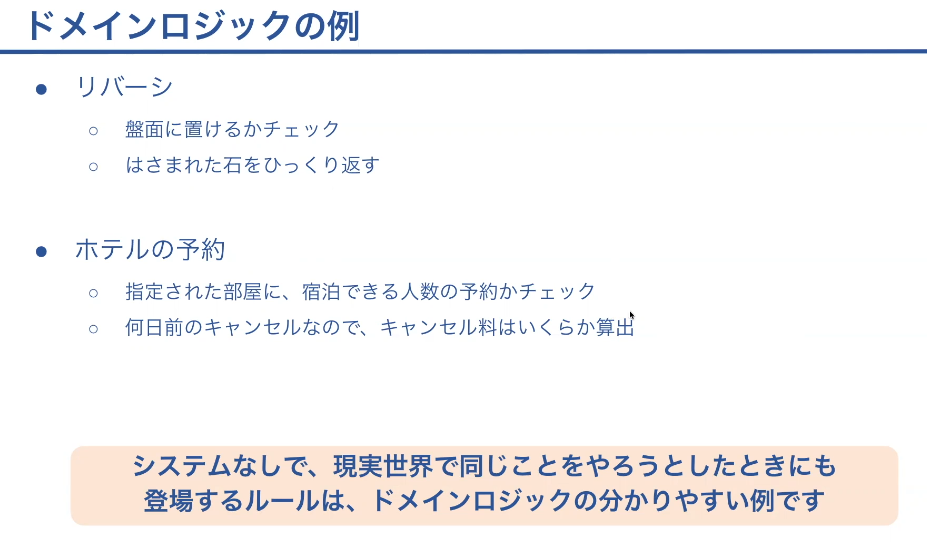 ドメインロジックの例
● リバーシ
○ 盤面に置けるかチェック
○ はさまれた石をひっくり返す
● ホテルの予約
○ 指定された部屋に、宿泊できる人数の予約かチェック
○ 何日前のキャンセルなので、キャンセル料はいくらか算出
システムなしで、現実世界で同じことをやろうとしたときにも
登場するルールは、ドメインロジックの分かりやすい例です